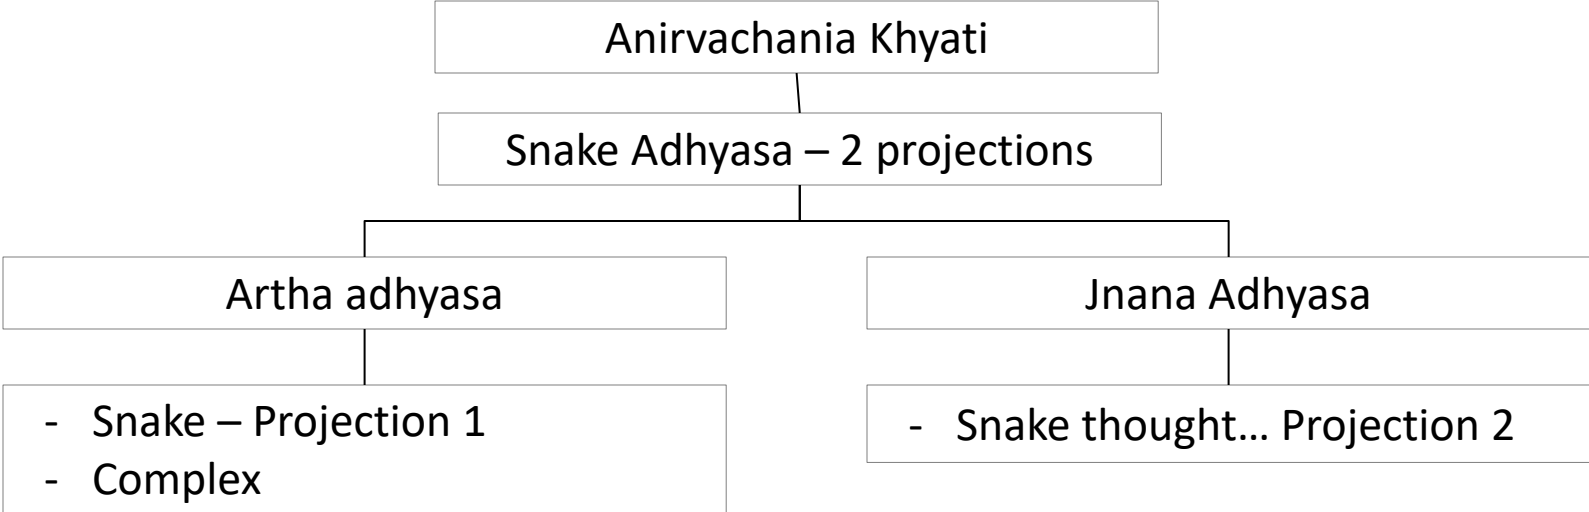 Anirvachania Khyati
Snake Adhyasa – 2 projections
Artha adhyasa
Jnana Adhyasa
- Snake – Projection 1
- Complex
- Snake thought… Projection 2